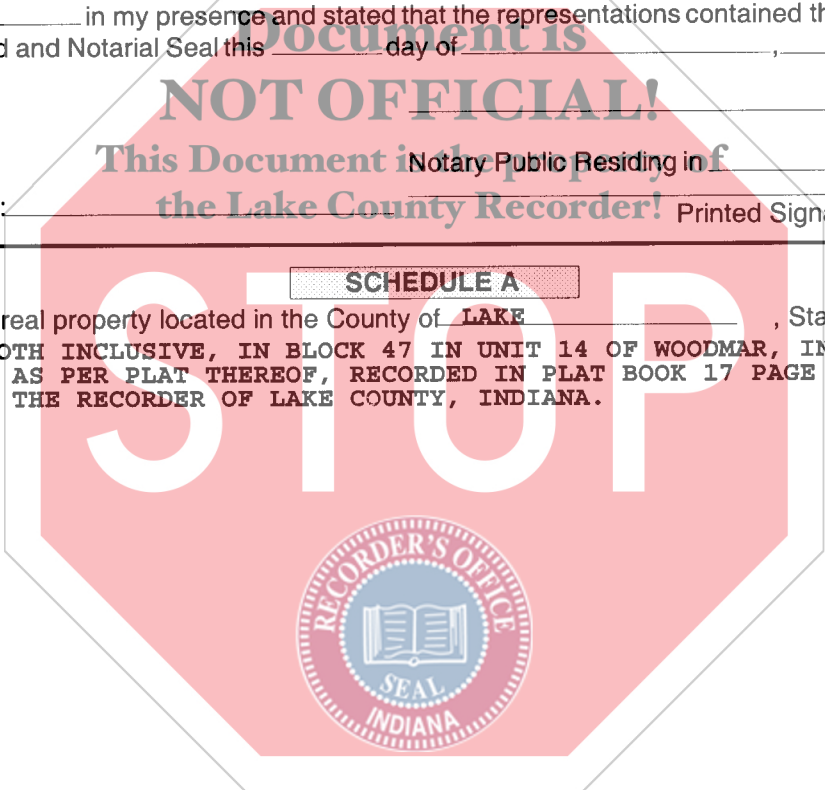 in my presence and stated that the representations contained th
d and Notarial Seal this day of ,
Document is
NOT OFFICIAL!
This Document is the property of
the Lake County Recorder!
Notary Public Residing in
: Printed Signa
SCHEDULE A
real property located in the County of LAKE , Sta
OTH INCLUSIVE, IN BLOCK 47 IN UNIT 14 OF WOODMAR, IN
AS PER PLAT THEREOF, RECORDED IN PLAT BOOK 17 PAGE
THE RECORDER OF LAKE COUNTY, INDIANA.
STOP
RECORDER'S OFFICE
SEAL
INDIANA